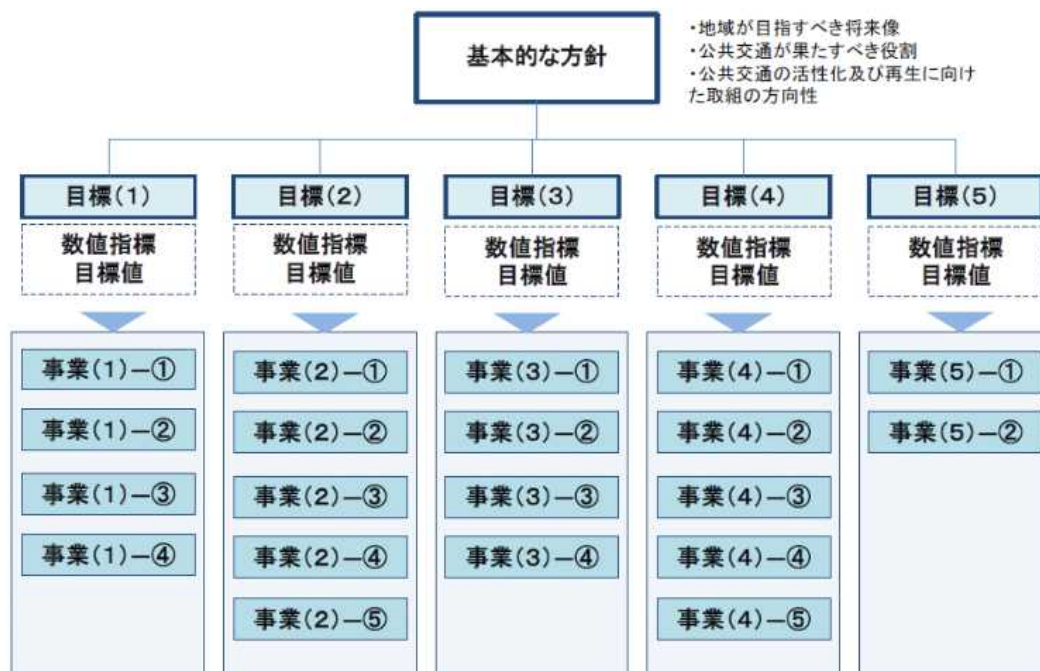 基本的な方針
・地域が目指すべき将来像
・公共交通が果たすべき役割
・公共交通の活性化及び再生に向け
た取組の方向性
目標(1)
数値指標
目標値
事業(1)―①
事業(1)―②
事業(1)―③
事業(1)―④
目標(2)
数値指標
目標値
事業(2)―①
事業(2)―②
事業(2)―③
事業(2)―④
事業(2)―⑤
目標(3)
数値指標
目標値
事業(3)―①
事業(3)―②
事業(3)―③
事業(3)―④
目標(4)
数値指標
目標値
事業(4)―①
事業(4)―②
事業(4)―③
事業(4)―④
事業(4)―⑤
目標(5)
数値指標
目標値
事業(5)―①
事業(5)―②